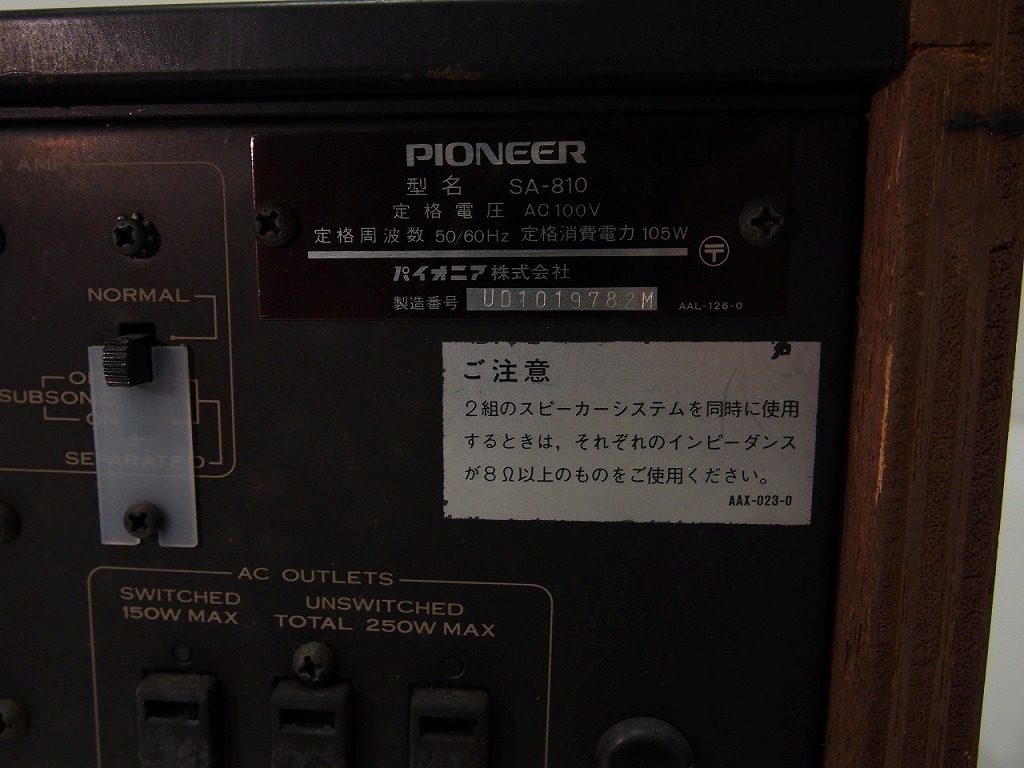 PIONEER
型名 SA-810
定格電圧 AC100V
定格周波数 50/60Hz 定格消費電力 105W
〒
パイオニア株式会社
製造番号 UD1019782M
AAL-126-0
AMP
NORMAL
SUBSONIC
ON
SEPARATED
ご注意
2組のスピーカーシステムを同時に使用
するときは，それぞれのインピーダンス
が8Ω以上のものをご使用ください。
AAX-023-0
AC OUTLETS
SWITCHED
150W MAX
UNSWITCHED
TOTAL 250W MAX